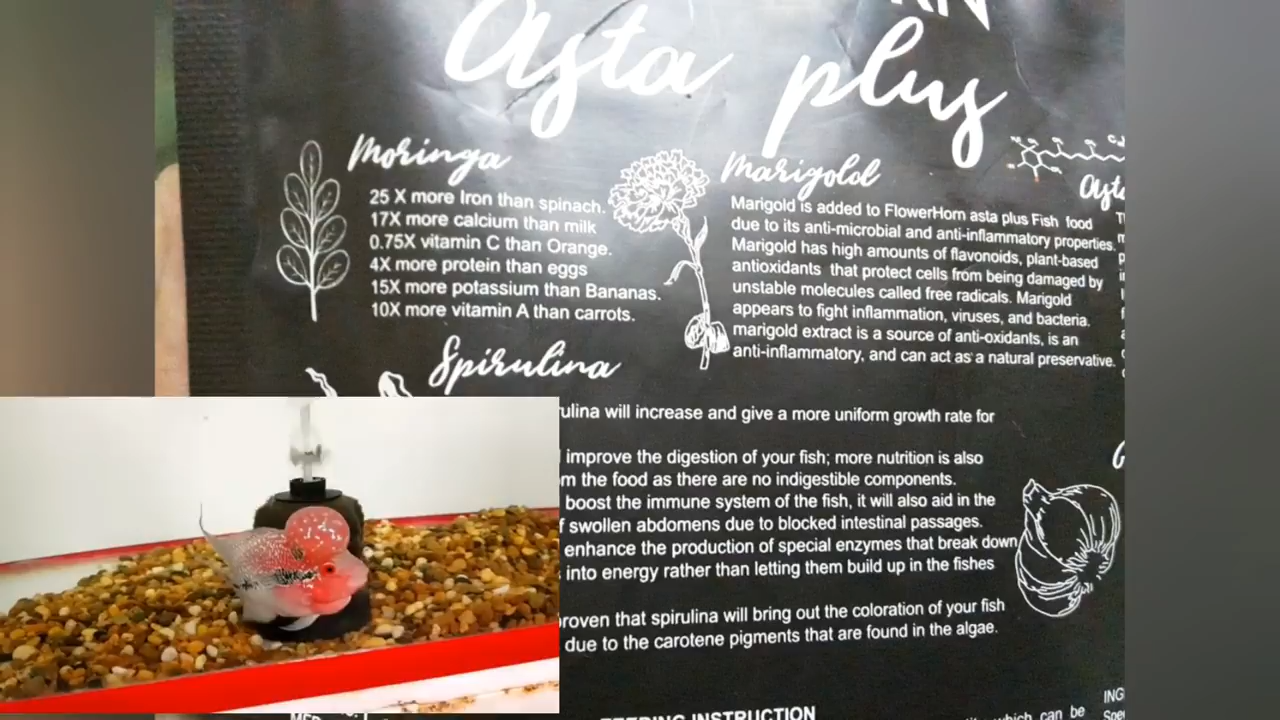 Asta plus
Moringa
25 X more Iron than spinach.
17X more calcium than milk
0.75X vitamin C than Orange.
4X more protein than eggs
15X more potassium than Bananas.
10X more vitamin A than carrots.
Marigold
Marigold is added to FlowerHorn asta plus Fish food
due to its anti-microbial and anti-inflammatory properties.
Marigold has high amounts of flavonoids, plant-based
antioxidants that protect cells from being damaged by
unstable molecules called free radicals. Marigold
appears to fight inflammation, viruses, and bacteria.
marigold extract is a source of anti-oxidants, is an
anti-inflammatory, and can act as a natural preservative.
Spirulina
will increase and give a more uniform growth rate for
improve the digestion of your fish; more nutrition is also
the food as there are no indigestible components.
boost the immune system of the fish, it will also aid in the
swollen abdomens due to blocked intestinal passages.
enhance the production of special enzymes that break down
into energy rather than letting them build up in the fishes
that spirulina will bring out the coloration of your fish
due to the carotene pigments that are found in the algae.
FEEDING INSTRUCTION
which can be